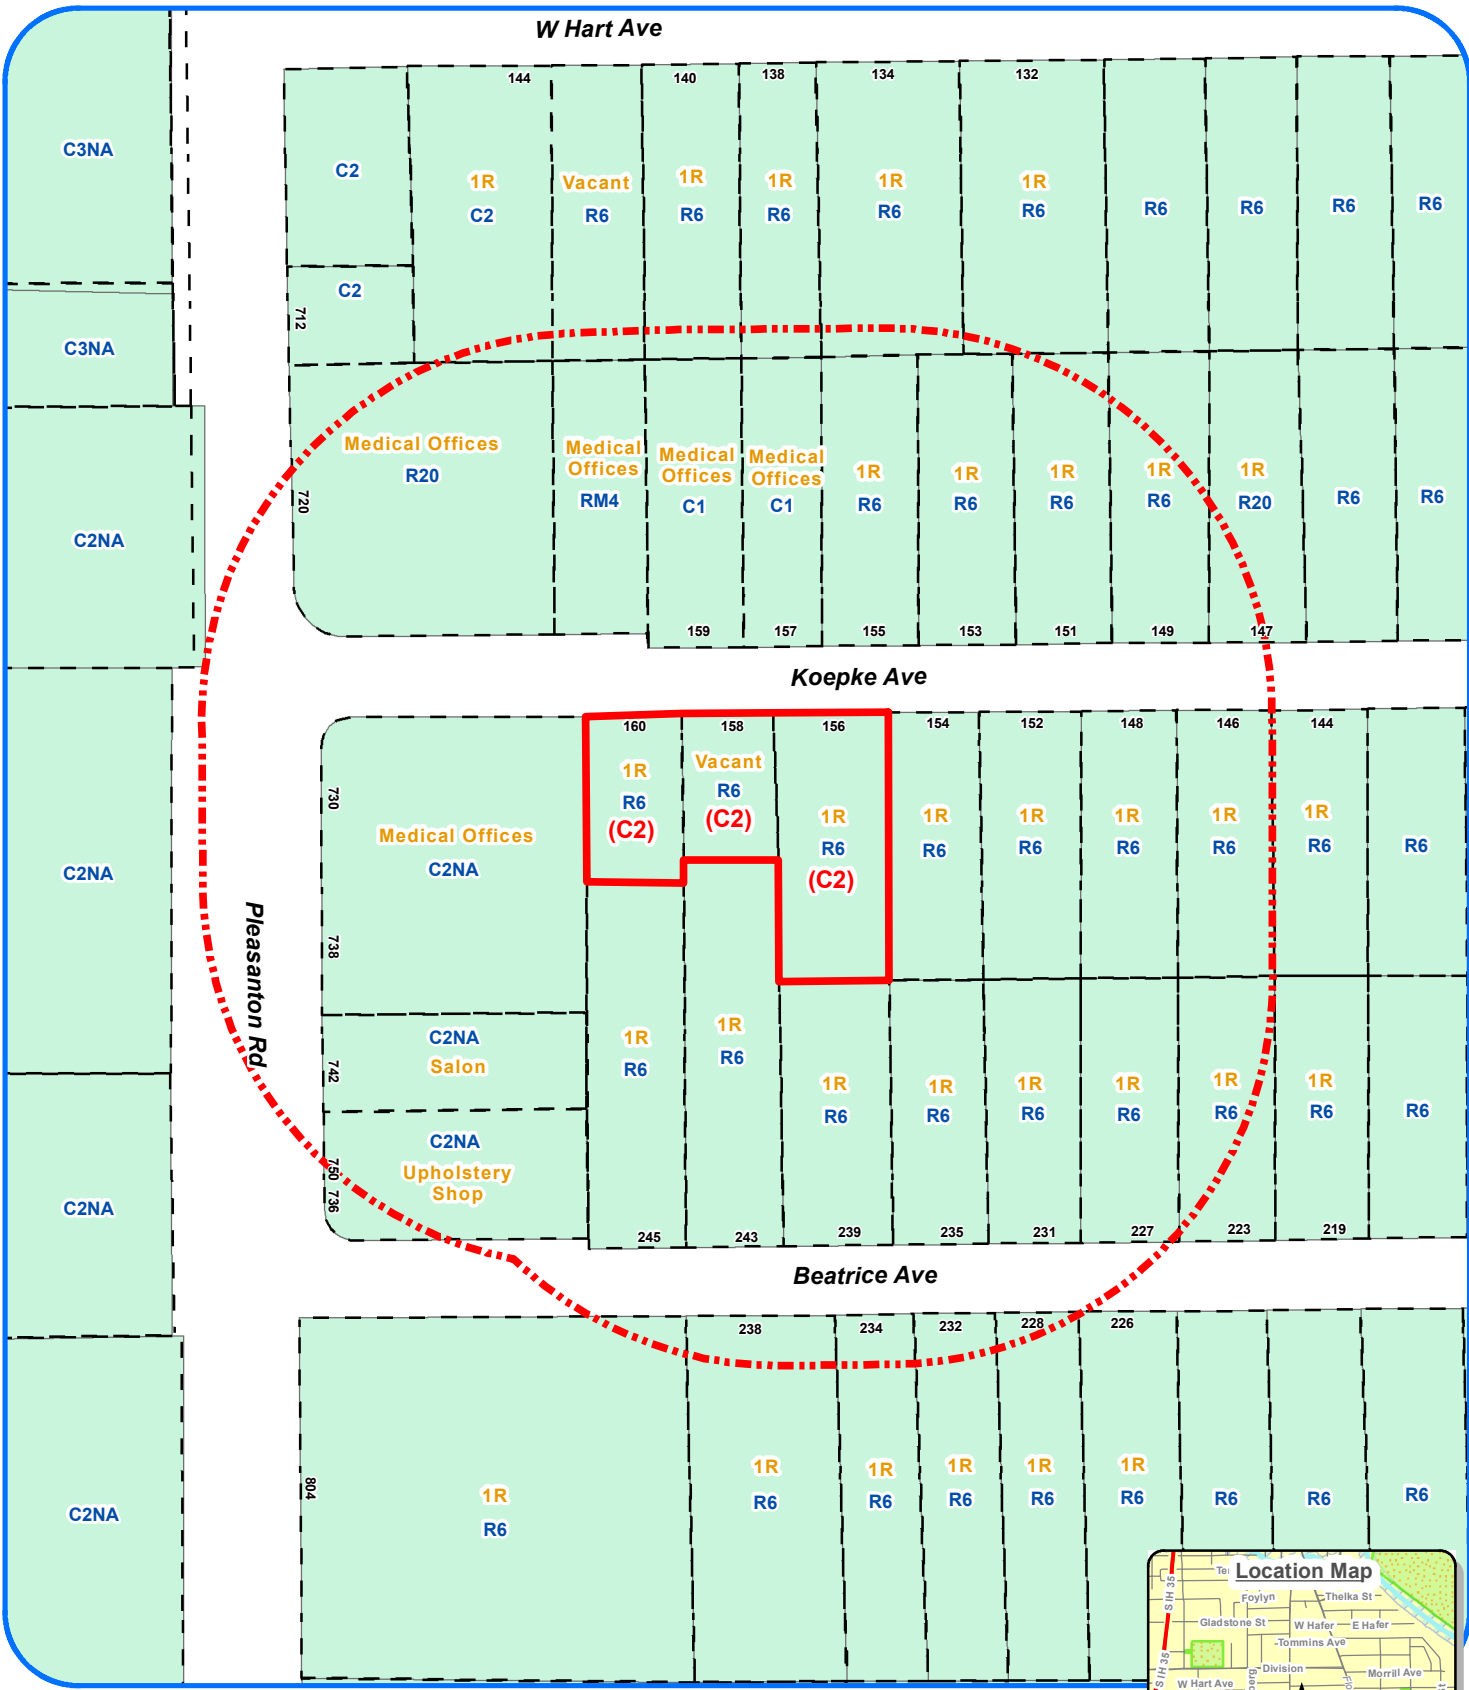 W Hart Ave
144
140
138
134
132
C3NA
C2
1R
C2
Vacant
R6
1R
R6
1R
R6
1R
R6
1R
R6
R6
R6
R6
R6
C2
712
C3NA
Medical Offices
R20
720
Medical
Offices
RM4
Medical
Offices
C1
Medical
Offices
C1
1R
R6
1R
R6
1R
R6
1R
R6
1R
R20
R6
R6
C2NA
159
157
155
153
151
149
147
Koepke Ave
160
158
156
154
152
148
146
144
730
738
Medical Offices
C2NA
1R
R6
(C2)
Vacant
R6
(C2)
1R
R6
(C2)
1R
R6
1R
R6
1R
R6
1R
R6
1R
R6
R6
C2NA
Pleasanton Rd
742
C2NA
Salon
750
736
C2NA
Upholstery
Shop
1R
R6
1R
R6
1R
R6
1R
R6
1R
R6
1R
R6
1R
R6
1R
R6
R6
C2NA
245
243
239
235
231
227
223
219
Beatrice Ave
238
234
232
228
226
804
1R
R6
1R
R6
1R
R6
1R
R6
1R
R6
1R
R6
R6
R6
R6
C2NA
Location Map
S IH 35
Foylyn
Thelka St
Gladstone St
W Hafer
E Hafer
Tommins Ave
Division
Morrill Ave
S IH 35
W Hart Ave